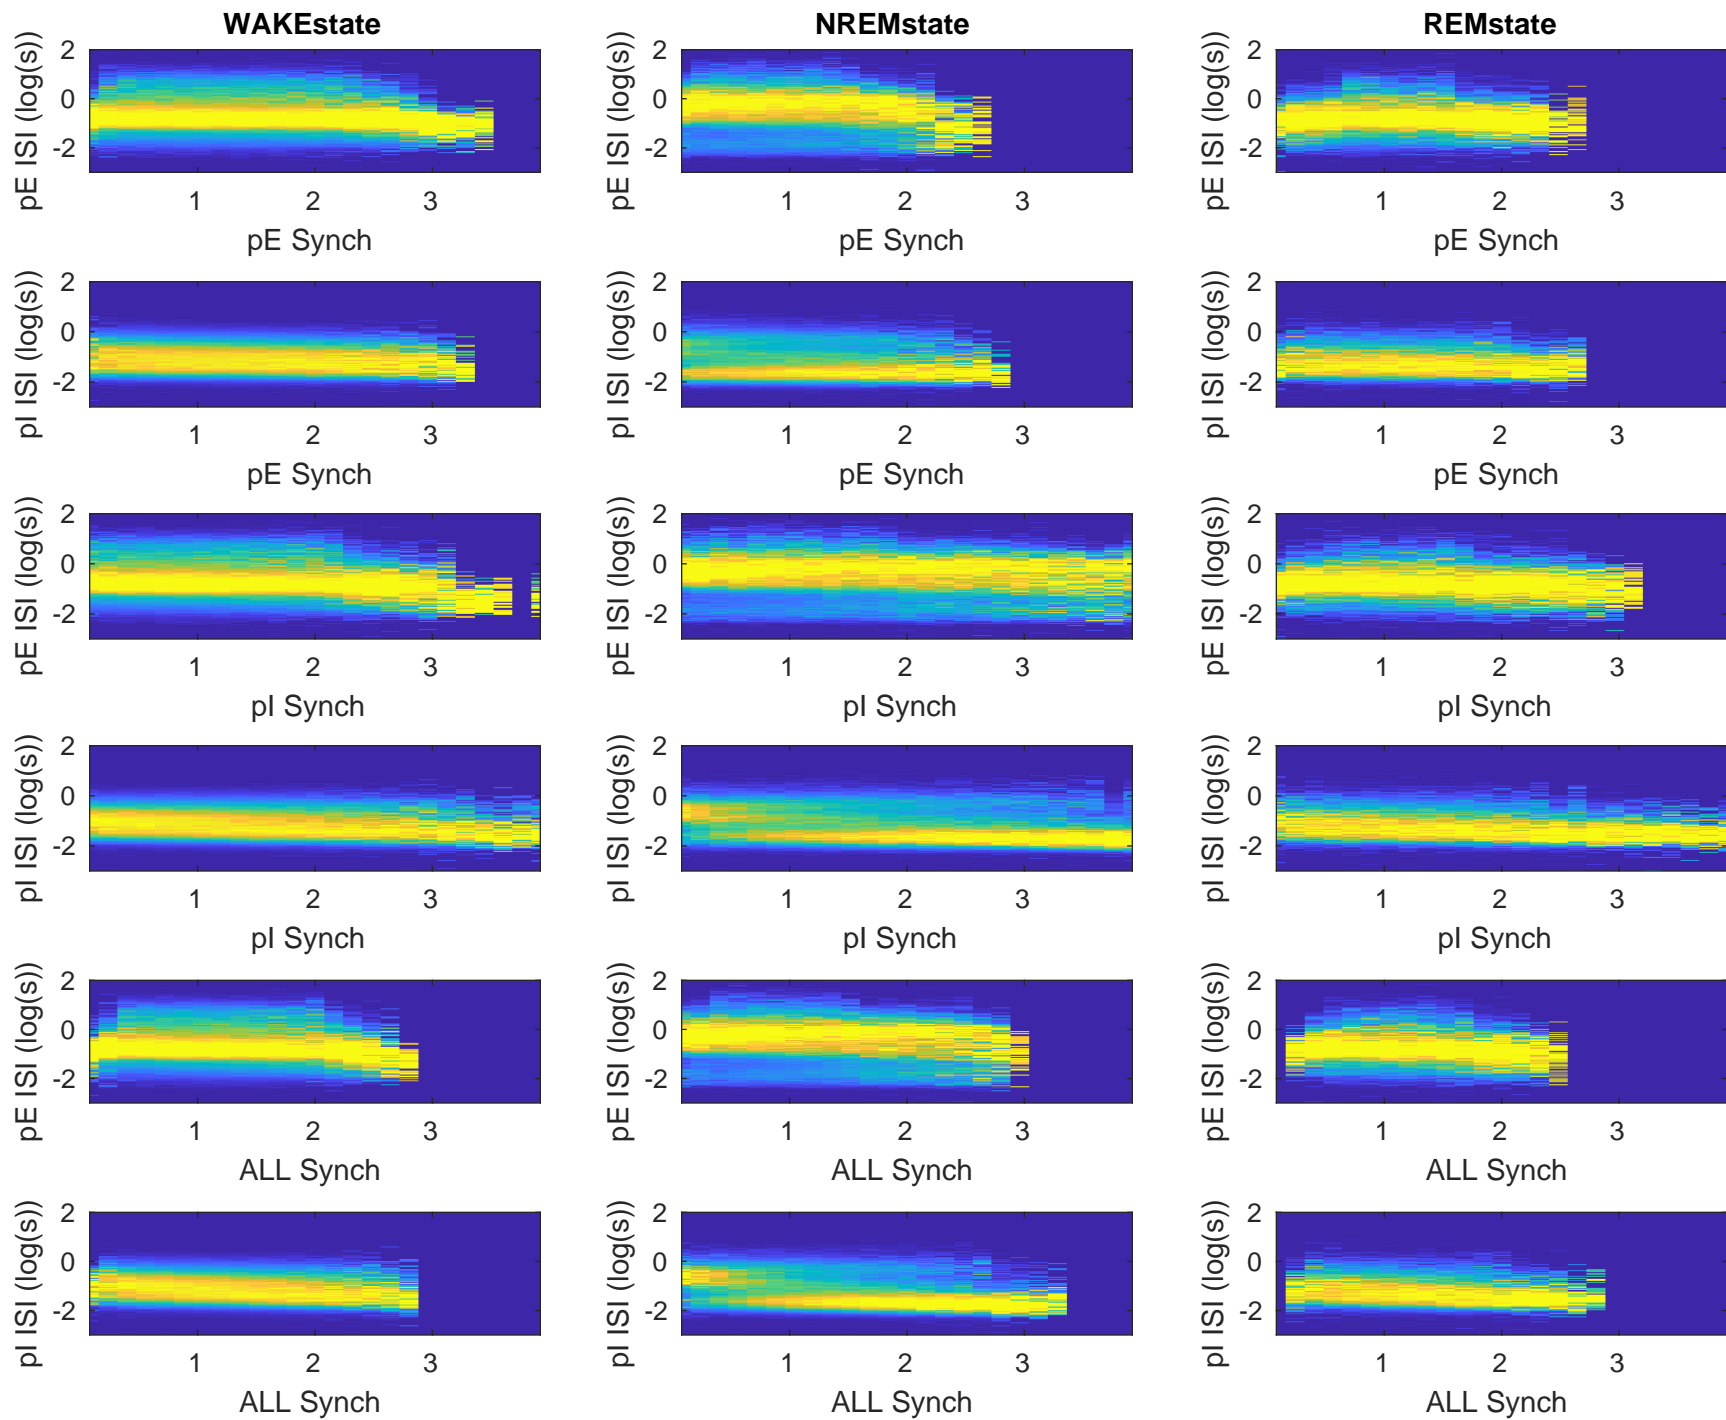 WAKEstate NREMstate REMstate
pE ISI (log(s)) 2 0 -2 pE ISI (log(s)) 2 0 -2 pE ISI (log(s)) 2 0 -2
1 2 3 1 2 3 1 2 3
pE Synch pE Synch pE Synch
pI ISI (log(s)) 2 0 -2 pI ISI (log(s)) 2 0 -2 pI ISI (log(s)) 2 0 -2
1 2 3 1 2 3 1 2 3
pE Synch pE Synch pE Synch
pE ISI (log(s)) 2 0 -2 pE ISI (log(s)) 2 0 -2 pE ISI (log(s)) 2 0 -2
1 2 3 1 2 3 1 2 3
pI Synch pI Synch pI Synch
pI ISI (log(s)) 2 0 -2 pI ISI (log(s)) 2 0 -2 pI ISI (log(s)) 2 0 -2
1 2 3 1 2 3 1 2 3
pI Synch pI Synch pI Synch
pE ISI (log(s)) 2 0 -2 pE ISI (log(s)) 2 0 -2 pE ISI (log(s)) 2 0 -2
1 2 3 1 2 3 1 2 3
ALL Synch ALL Synch ALL Synch
pI ISI (log(s)) 2 0 -2 pI ISI (log(s)) 2 0 -2 pI ISI (log(s)) 2 0 -2
1 2 3 1 2 3 1 2 3
ALL Synch ALL Synch ALL Synch